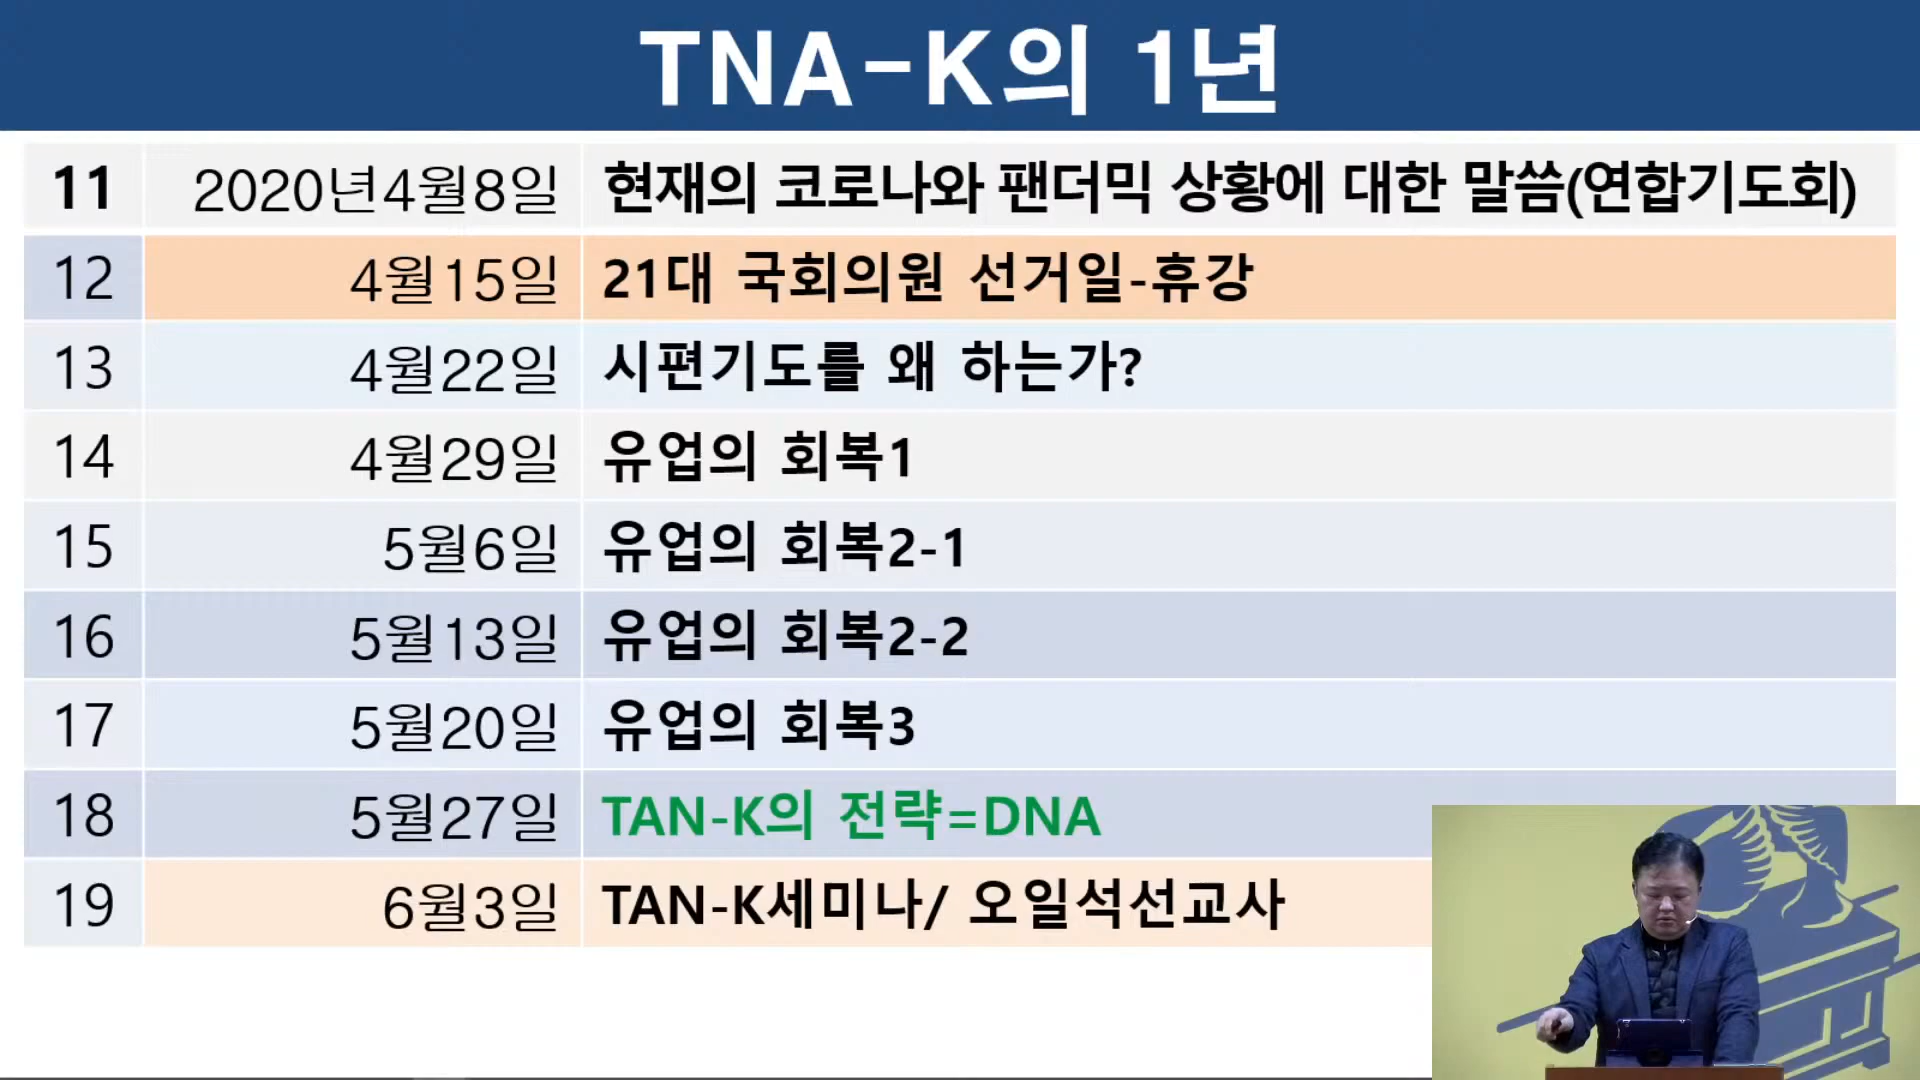 TNA-K의 1년
11 2020년4월8일 현재의 코로나와 팬더믹 상황에 대한 말씀(연합기도회)
12 4월15일 21대 국회의원 선거일-휴강
13 4월22일 시편기도를 왜 하는가?
14 4월29일 유업의 회복1
15 5월6일 유업의 회복2-1
16 5월13일 유업의 회복2-2
17 5월20일 유업의 회복3
18 5월27일 TAN-K의 전략=DNA
19 6월3일 TAN-K세미나/ 오일석선교사